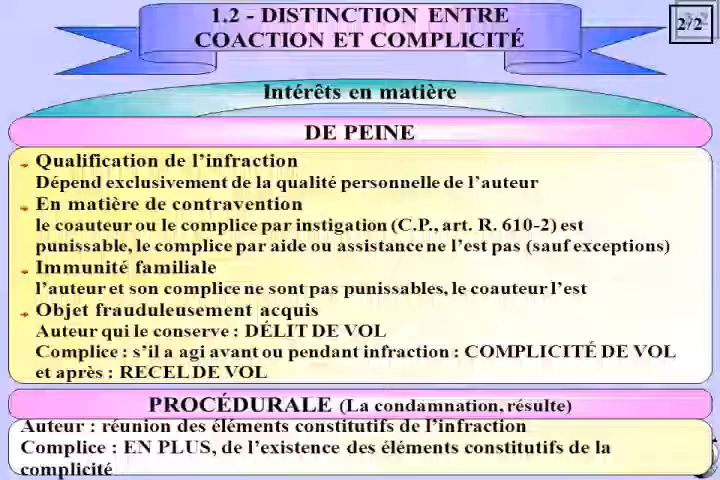 1.2 - DISTINCTION ENTRE
COACTION ET COMPLICITÉ
2/2
Intérêts en matière
DE PEINE
Qualification de l'infraction
Dépend exclusivement de la qualité personnelle de l'auteur
En matière de contravention
le coauteur ou le complice par instigation (C.P., art. R. 610-2) est
punissable, le complice par aide ou assistance ne l'est pas (sauf exceptions)
Immunité familiale
l'auteur et son complice ne sont pas punissables, le coauteur l'est
Objet frauduleusement acquis
Auteur qui le conserve : DÉLIT DE VOL
Complice : s'il a agi avant ou pendant infraction : COMPLICITÉ DE VOL
et après : RECEL DE VOL
PROCÉDURALE (La condamnation, résulte)
Auteur : réunion des éléments constitutifs de l'infraction
Complice : EN PLUS, de l'existence des éléments constitutifs de la
complicité